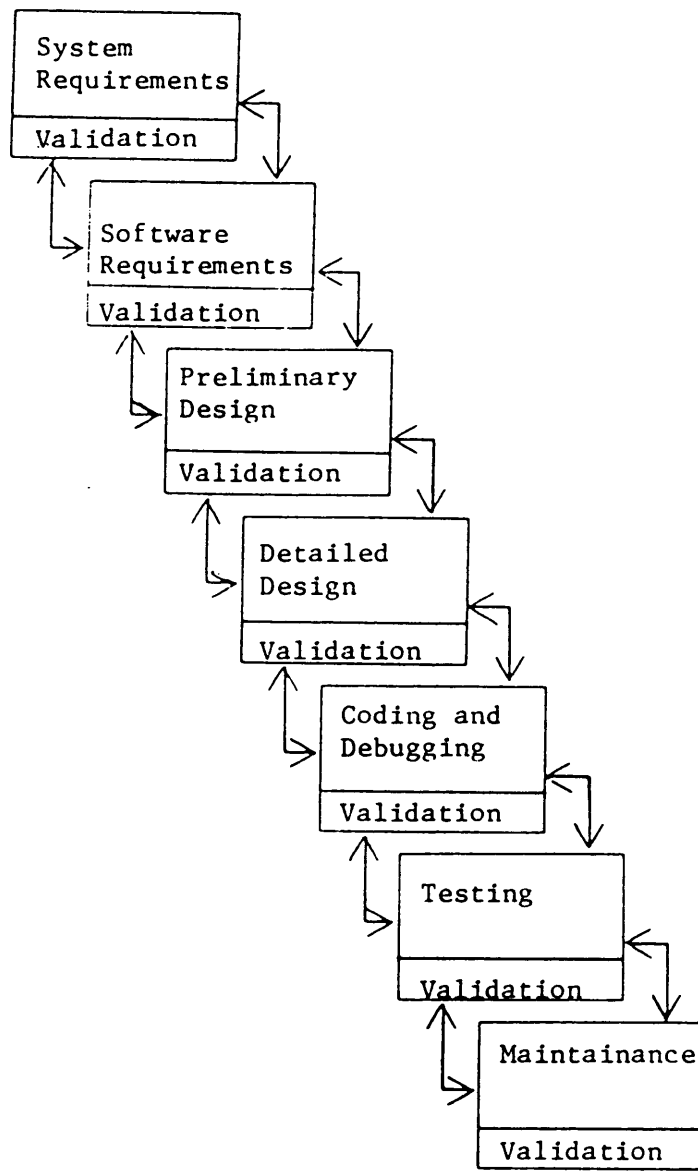 System
Requirements
Validation
Software
Requirements
Validation
Preliminary
Design
Validation
Detailed
Design
Validation
Coding and
Debugging
Validation
Testing
Validation
Maintainance
Validation